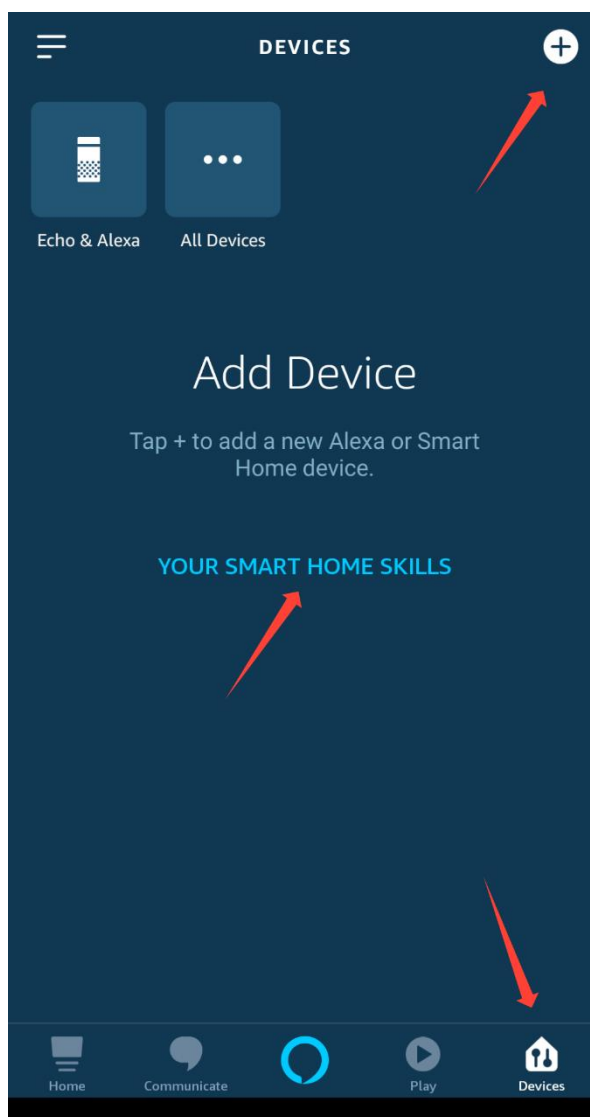 DEVICES
Echo & Alexa
All Devices
Add Device
Tap + to add a new Alexa or Smart
Home device.
YOUR SMART HOME SKILLS
Home
Communicate
Play
Devices